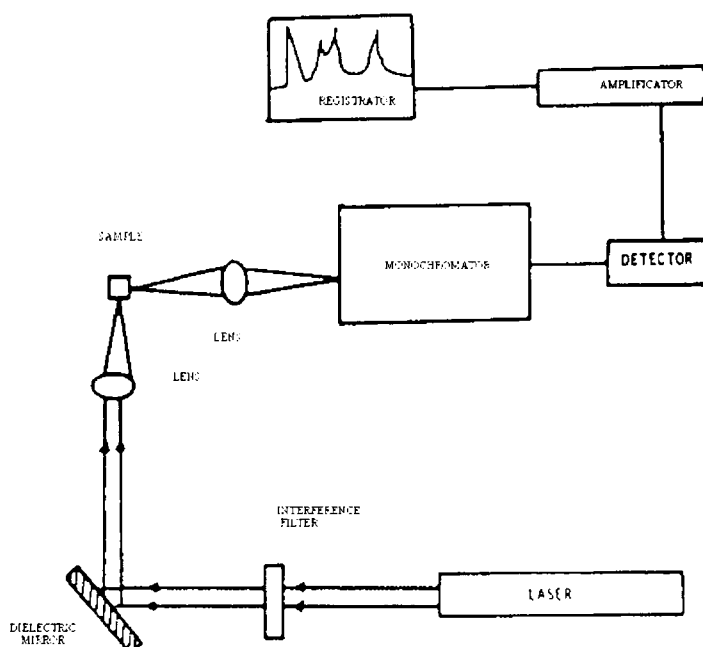 REGISTRATOR
AMPLIFICATOR
SAMPLE
MONOCHROMATOR
DETECTOR
LENS
LENS
INTERFERENCE
FILTER
LASER
DIELECTRIC
MIRROR